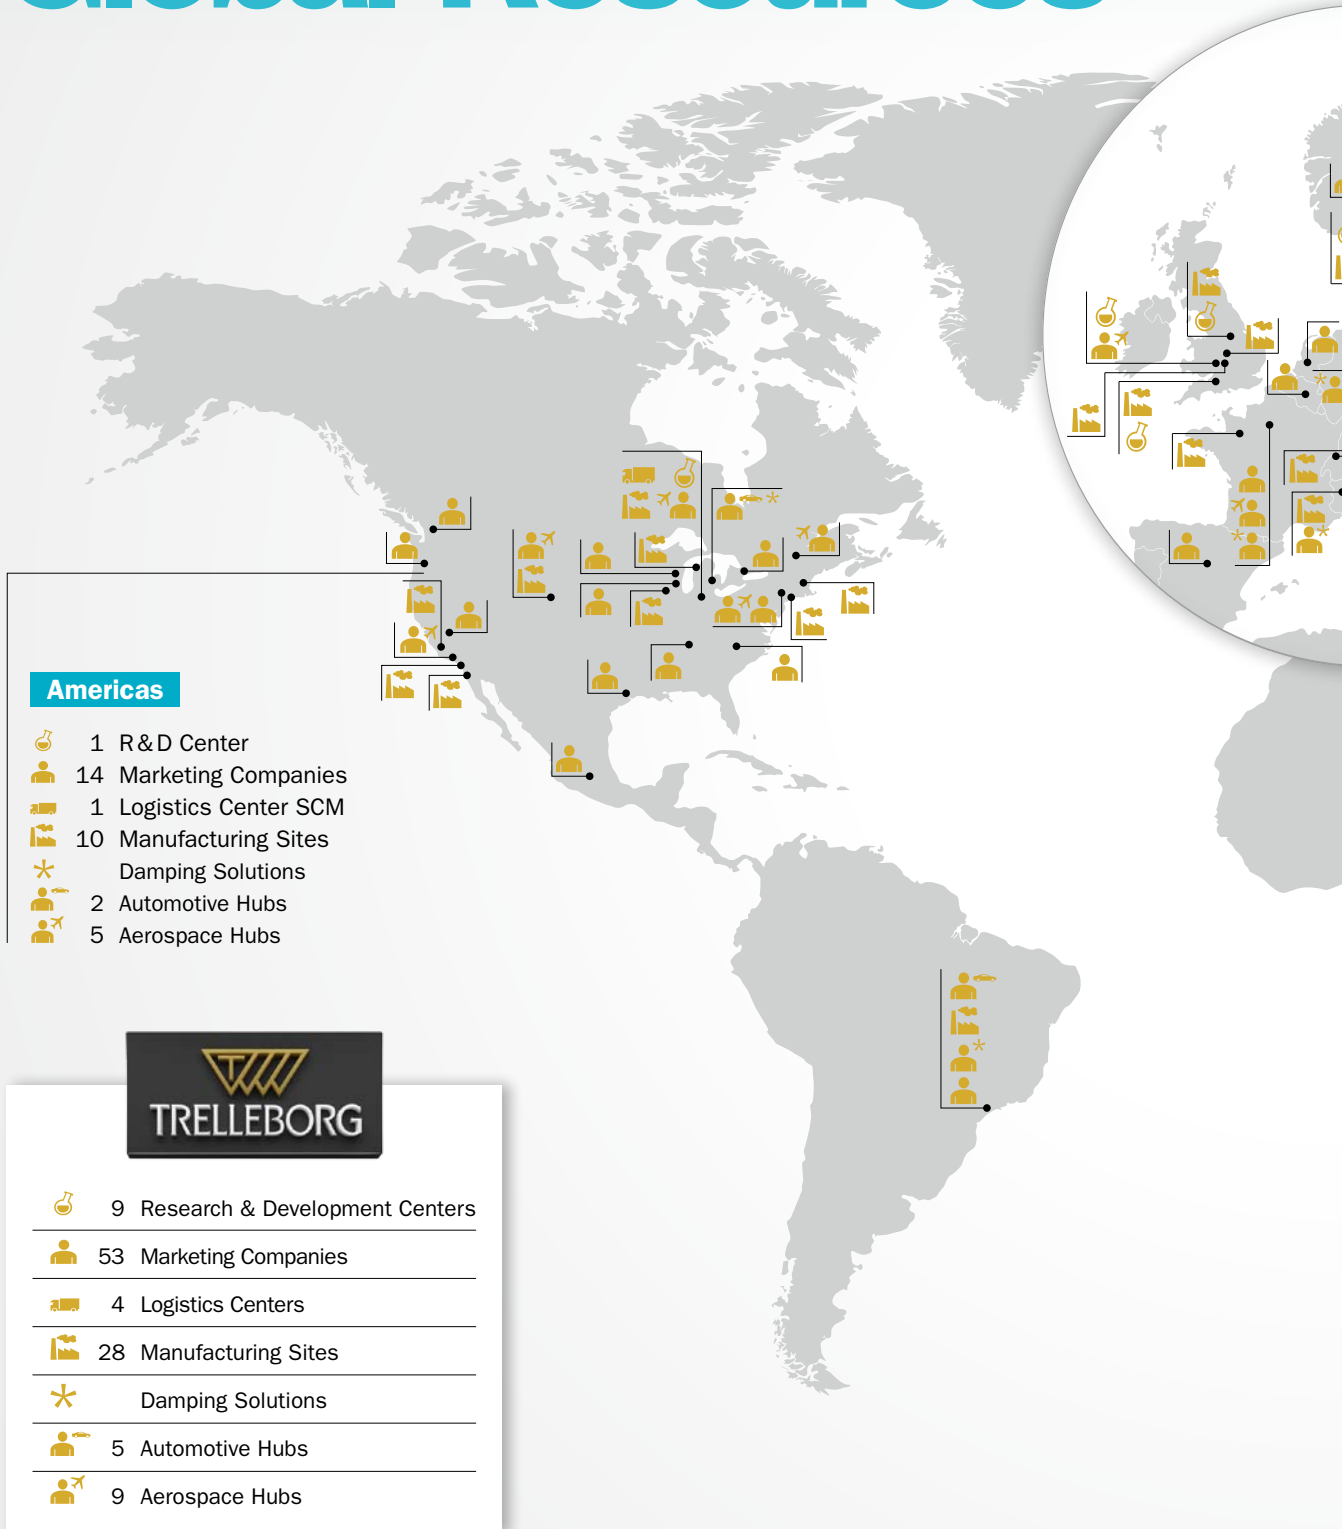 Global Resources
Americas
1 R&D Center
14 Marketing Companies
1 Logistics Center SCM
10 Manufacturing Sites
Damping Solutions
2 Automotive Hubs
5 Aerospace Hubs
TRELLEBORG
9 Research & Development Centers
53 Marketing Companies
4 Logistics Centers
28 Manufacturing Sites
Damping Solutions
5 Automotive Hubs
9 Aerospace Hubs